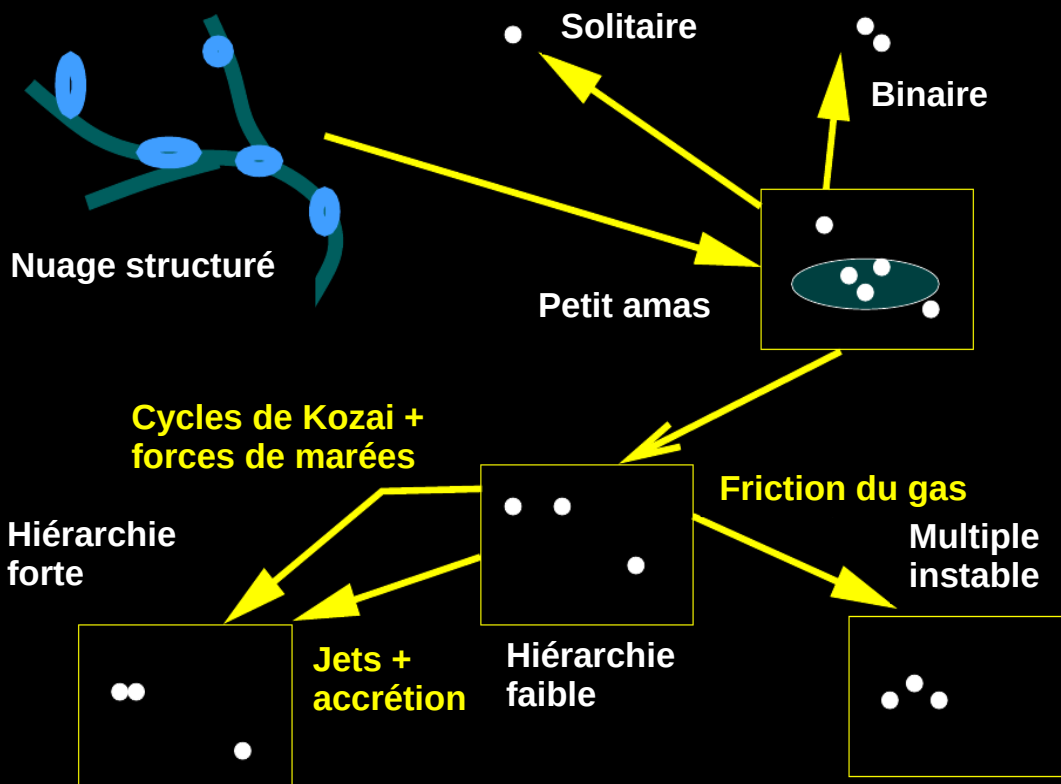 Solitaire
Binaire
Nuage structuré
Petit amas
Cycles de Kozai +
forces de marées
Friction du gas
Hiérarchie
forte
Multiple
instable
Jets +
accrétion
Hiérarchie
faible